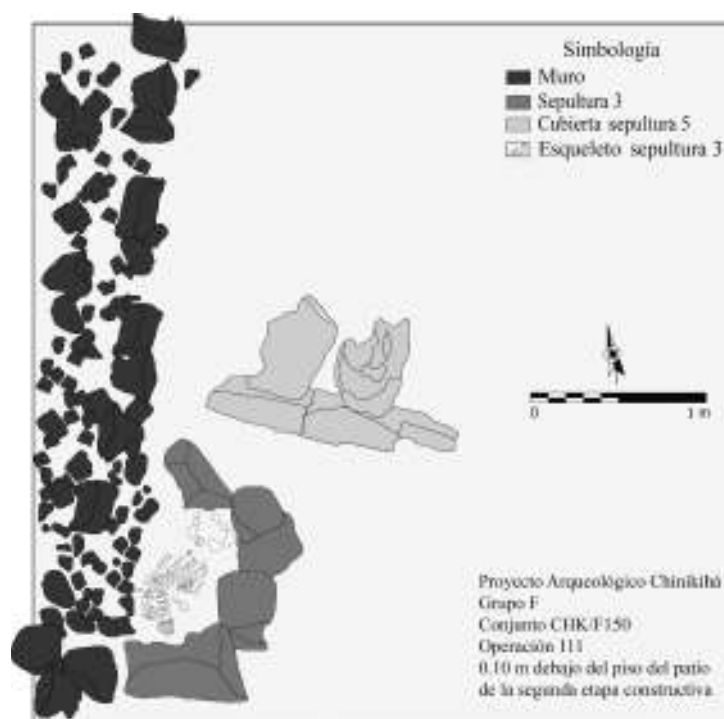 Simbología
Muro
Sepultura 3
Cubierta sepultura 5
Esqueleto sepultura 3
0 1 m
Proyecto Arqueológico Chinikihá
Grupo F
Conjunto CHK/F150
Operación 111
0.10 m debajo del piso del patio
de la segunda etapa constructiva.